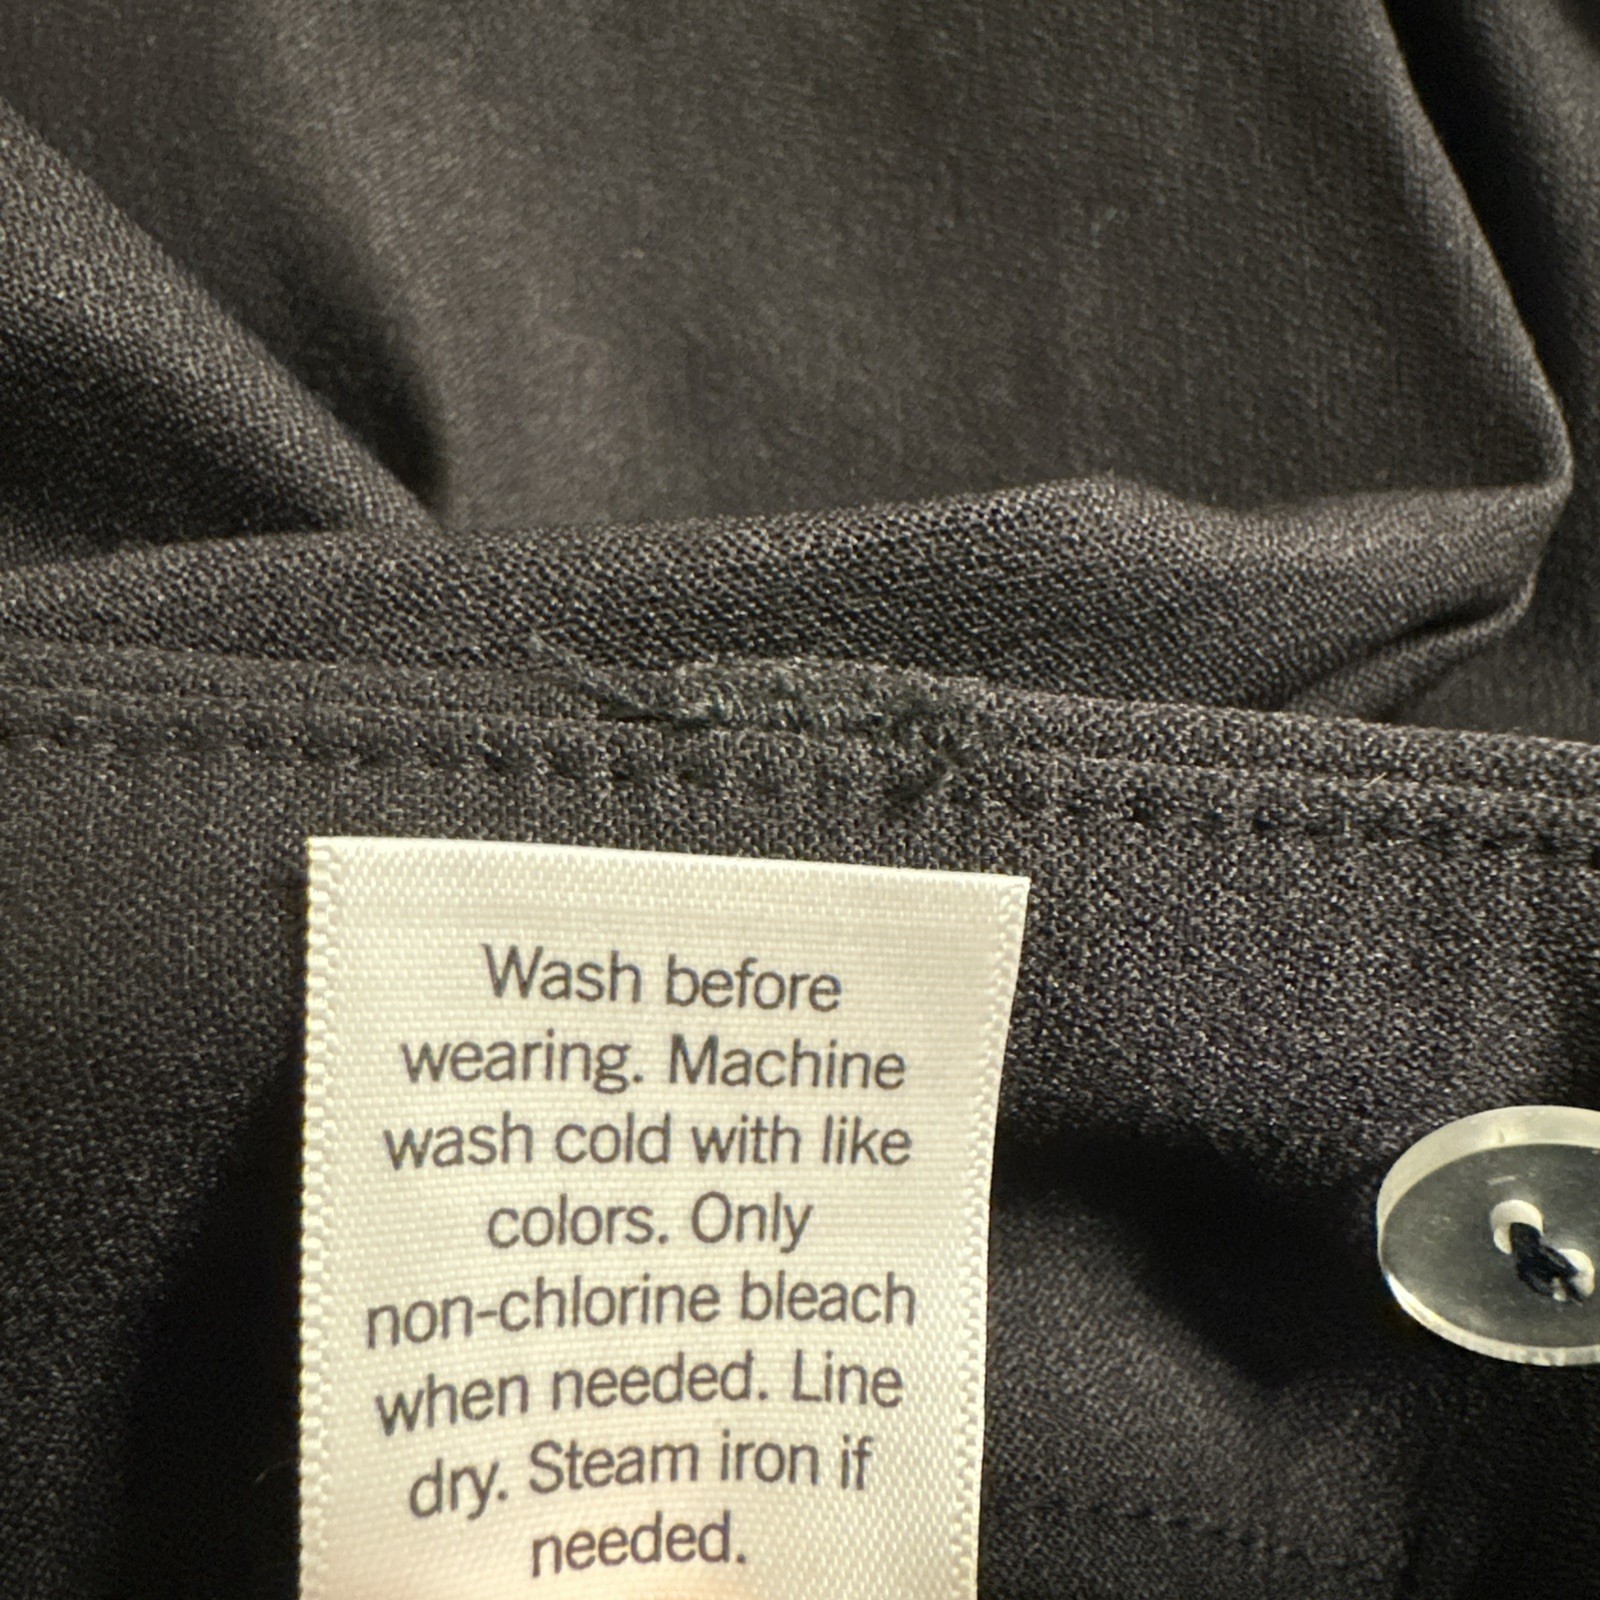 Wash before
wearing. Machine
wash cold with like
colors. Only
non-chlorine bleach
when needed. Line
dry. Steam iron if
needed.